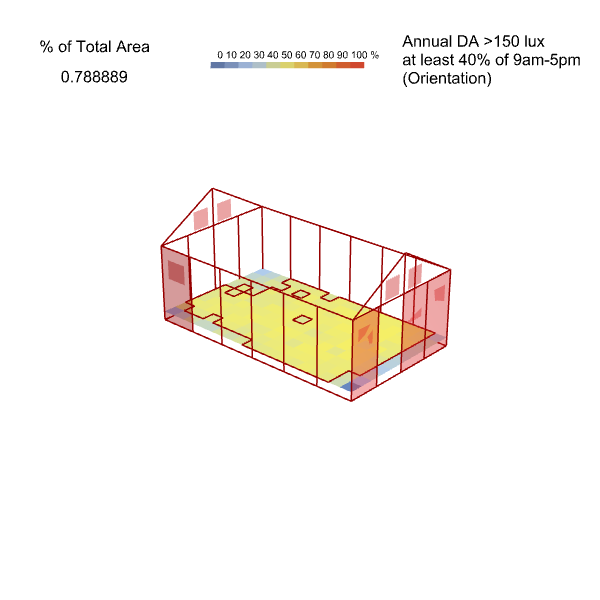 % of Total Area
0.788889
0 10 20 30 40 50 60 70 80 90 100 %
Annual DA >150 lux
at least 40% of 9am-5pm
(Orientation)